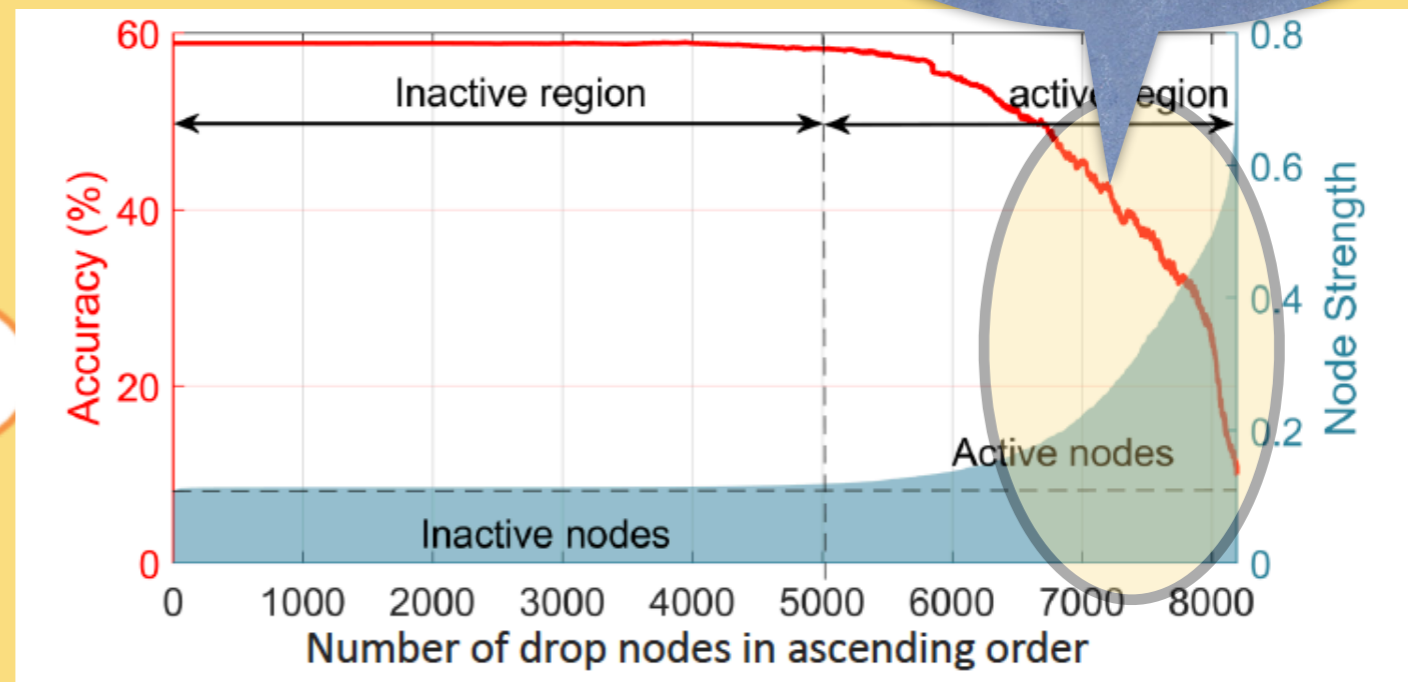 60
0.8
Inactive region
active egion
0.6
Accuracy (%)
40
Node Strength
0.4
20
0.2
Active nodes
Inactive nodes
0
0
0 1000 2000 3000 4000 5000 6000 7000 8000
Number of drop nodes in ascending order